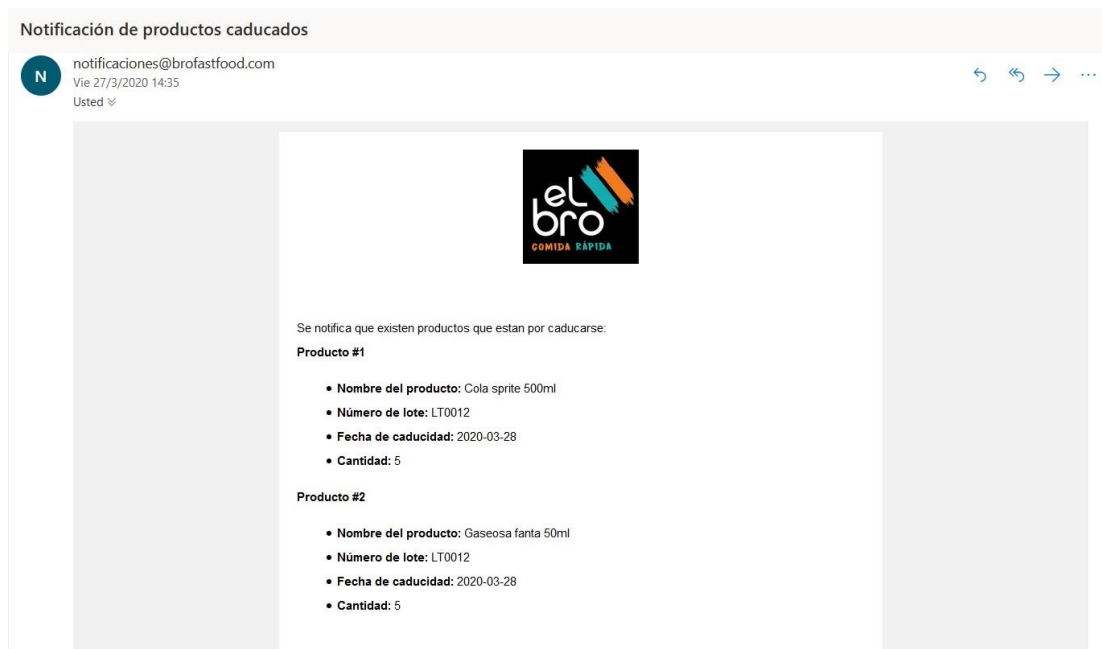 Notificación de productos caducados
N
notificaciones@brofastfood.com
Vie 27/3/2020 14:35
Usted
el
bro
COMIDA RÁPIDA
Se notifica que existen productos que estan por caducarse:
Producto #1
• Nombre del producto: Cola sprite 500ml
• Número de lote: LT0012
• Fecha de caducidad: 2020-03-28
• Cantidad: 5
Producto #2
• Nombre del producto: Gaseosa fanta 50ml
• Número de lote: LT0012
• Fecha de caducidad: 2020-03-28
• Cantidad: 5